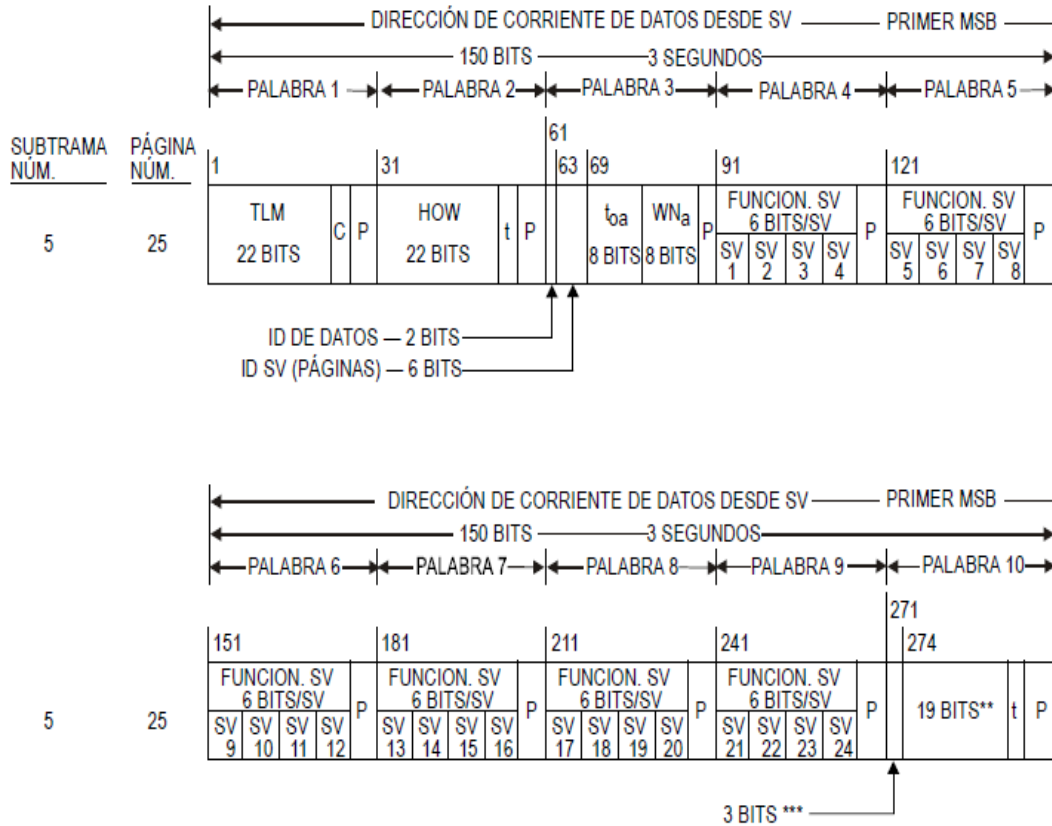 DIRECCIÓN DE CORRIENTE DE DATOS DESDE SV PRIMER MSB
150 BITS 3 SEGUNDOS
PALABRA 1 PALABRA 2 PALABRA 3 PALABRA 4 PALABRA 5
SUBTRAMA NÚM. PÁGINA NÚM.
61
1 31 63 69 91 121
5 25
TLM 22 BITS C P
HOW 22 BITS t P
toa 8 BITS WNa 8 BITS P
FUNCION. SV 6 BITS/SV P
SV 1 SV 2 SV 3 SV 4
FUNCION. SV 6 BITS/SV P
SV 5 SV 6 SV 7 SV 8
ID DE DATOS — 2 BITS
ID SV (PÁGINAS) — 6 BITS
DIRECCIÓN DE CORRIENTE DE DATOS DESDE SV PRIMER MSB
150 BITS 3 SEGUNDOS
PALABRA 6 PALABRA 7 PALABRA 8 PALABRA 9 PALABRA 10
271
151 181 211 241 274
5 25
FUNCION. SV 6 BITS/SV P
SV 9 SV 10 SV 11 SV 12
FUNCION. SV 6 BITS/SV P
SV 13 SV 14 SV 15 SV 16
FUNCION. SV 6 BITS/SV P
SV 17 SV 18 SV 19 SV 20
FUNCION. SV 6 BITS/SV P
SV 21 SV 22 SV 23 SV 24
19 BITS** t P
3 BITS ***